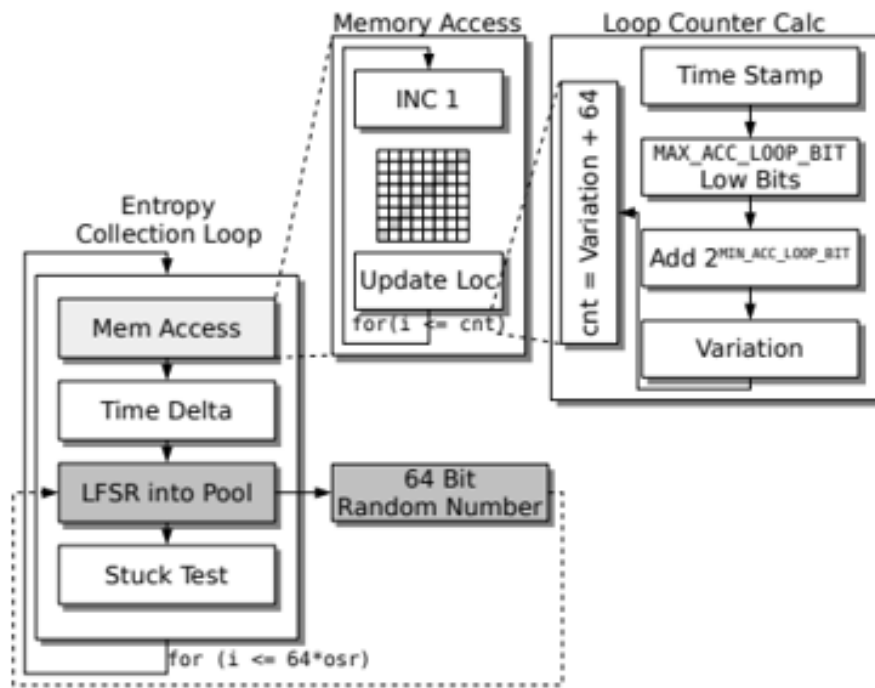 Memory Access
INC 1
Update Loc
for(i <= cnt)
Loop Counter Calc
cnt = Variation + 64
Time Stamp
MAX_ACC_LOOP_BIT
Low Bits
Add 2^MIN_ACC_LOOP_BIT
Variation
Entropy
Collection Loop
Mem Access
Time Delta
LFSR into Pool
Stuck Test
for (i <= 64*osr)
64 Bit
Random Number